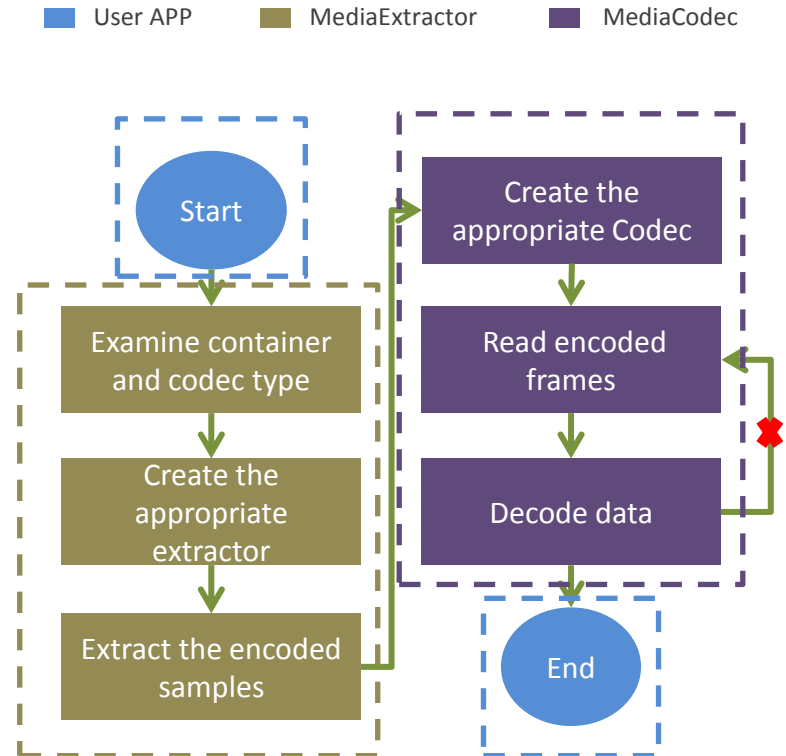 User APP
MediaExtractor
MediaCodec
Start
Examine container
and codec type
Create the
appropriate
extractor
Extract the encoded
samples
Create the
appropriate Codec
Read encoded
frames
Decode data
End